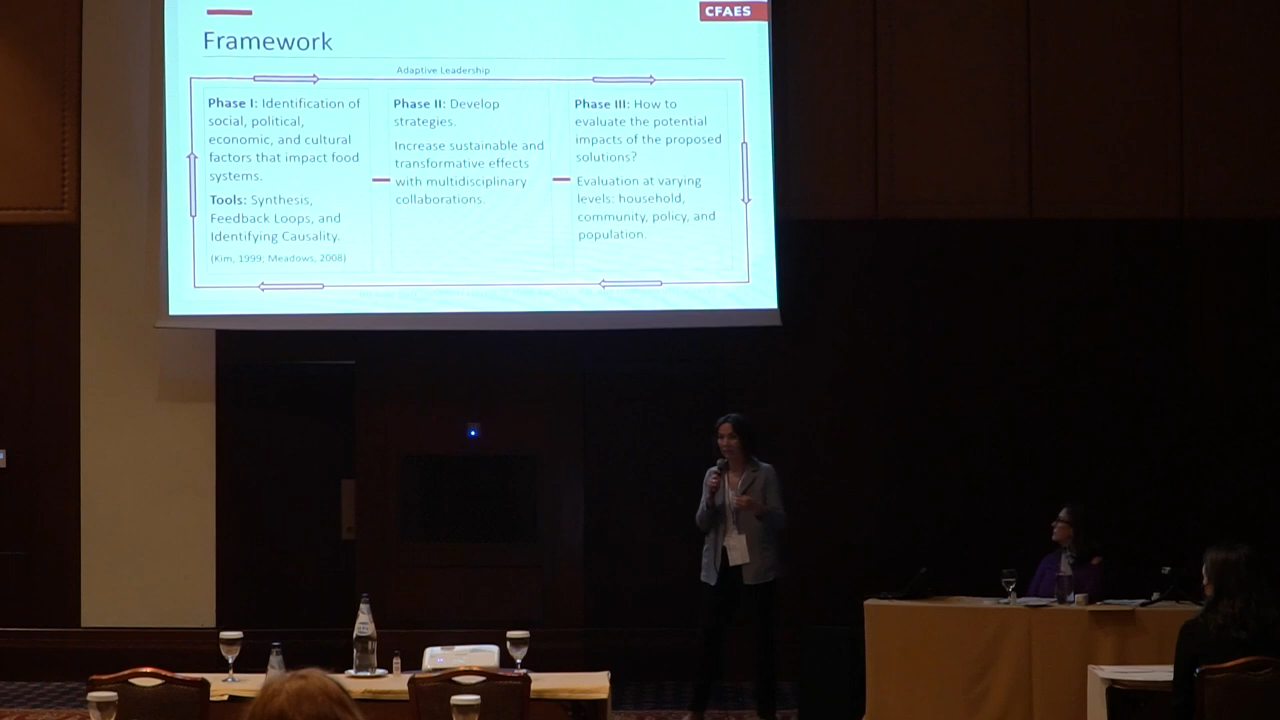 CFAES
Framework
Adaptive Leadership
Phase I: Identification of
social, political,
economic, and cultural
factors that impact food
systems.
Tools: Synthesis,
Feedback Loops, and
Identifying Causality.
(Kim, 1999; Meadows, 2008)
Phase II: Develop
strategies.
Increase sustainable and
transformative effects
with multidisciplinary
collaborations.
Phase III: How to
evaluate the potential
impacts of the proposed
solutions?
Evaluation at varying
levels: household,
community, policy, and
population.